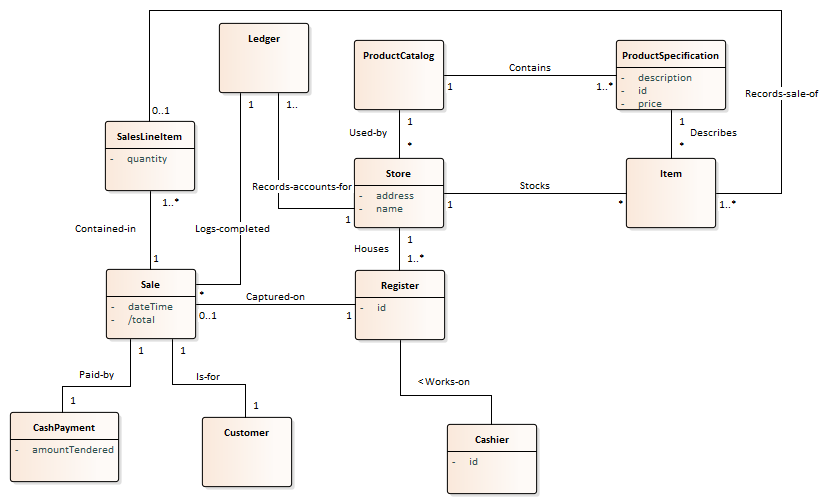 Ledger
ProductCatalog
ProductSpecification
- description
- id
- price
Contains
1
1..*
Records-sale-of
0..1
1
1..
1
Used-by
*
1
Describes
*
SalesLineItem
- quantity
Store
- address
- name
Item
Records-accounts-for
1
Stocks
1
*
1..*
1..*
Contained-in
1
Logs-completed
*
Houses
1
1..*
Sale
- dateTime
- /total
Captured-on
0..1
1
Register
- id
1
1
Paid-by
1
Is-for
1
< Works-on
CashPayment
- amountTendered
Customer
Cashier
- id